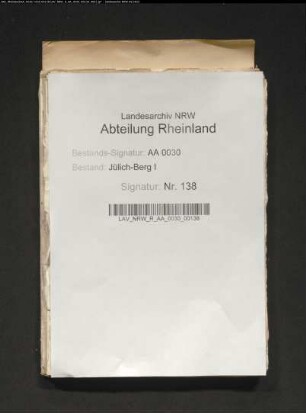 Landesarchiv NRW
Abteilung Rheinland
Bestands-Signatur: AA 0030
Bestand: Jülich-Berg I
Signatur: Nr. 138
LAV_NRW_R_AA_0030_00138